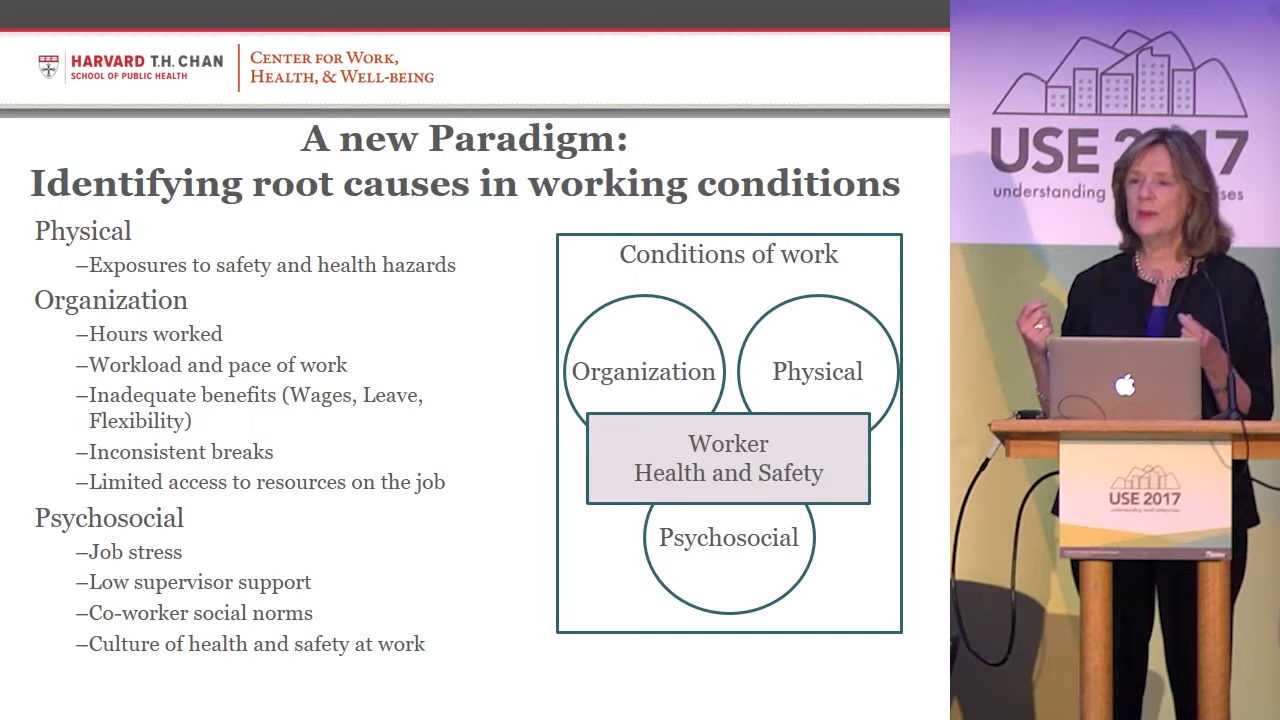 HARVARD T.H. CHAN
SCHOOL OF PUBLIC HEALTH
CENTER FOR WORK,
HEALTH, & WELL-BEING
A new Paradigm:
Identifying root causes in working conditions
Physical
–Exposures to safety and health hazards
Organization
–Hours worked
–Workload and pace of work
–Inadequate benefits (Wages, Leave,
Flexibility)
–Inconsistent breaks
–Limited access to resources on the job
Psychosocial
–Job stress
–Low supervisor support
–Co-worker social norms
–Culture of health and safety at work
Conditions of work
Organization
Physical
Worker
Health and Safety
Psychosocial
USE 2017
understanding
USE 2017
understanding small enterprises